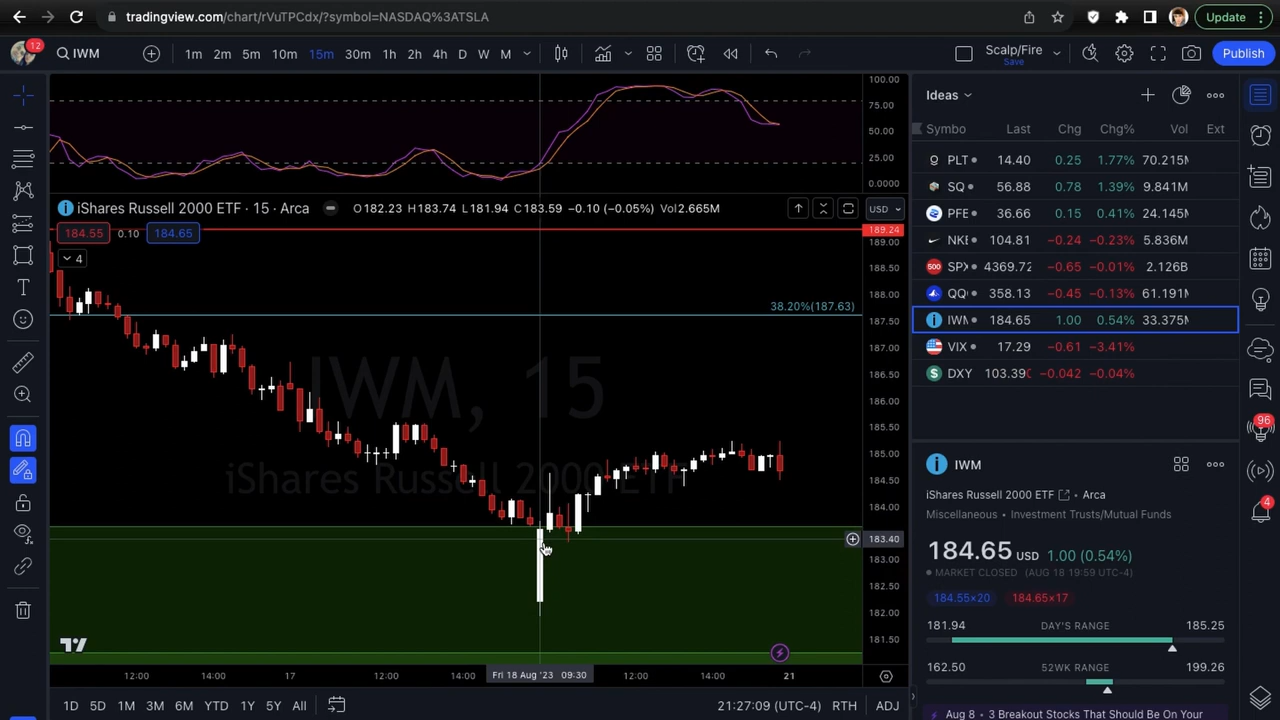 tradingview.com/chart/rVuTPCdx/?symbol=NASDAQ%3ATSLA
Update
12
IWM
1m 2m 5m 10m 15m 30m 1h 2h 4h D W M
Scalp/Fire
Save
Publish
100.00
75.00
50.00
25.00
0.0000
iShares Russell 2000 ETF · 15 · Arca
O182.23 H183.74 L181.94 C183.59 −0.10 (−0.05%) Vol2.665M
USD
184.55 0.10 184.65
4
189.24
189.00
188.50
188.00
187.50
187.00
186.50
186.00
185.50
185.00
184.50
184.00
183.40
183.00
182.50
182.00
181.50
38.20%(187.63)
IWM, 15
iShares Russell 2000 ETF
12:00 14:00 17 12:00 14:00 Fri 18 Aug '23 09:30 12:00 14:00 21
1D 5D 1M 3M 6M YTD 1Y 5Y All
21:27:09 (UTC-4) RTH ADJ
Ideas
Symbo Last Chg Chg% Vol Ext
PLT 14.40 0.25 1.77% 70.215M
SQ 56.88 0.78 1.39% 9.841M
PFE 36.66 0.15 0.41% 24.145M
NKE 104.81 −0.24 −0.23% 5.836M
500 SPX 4369.72 −0.65 −0.01% 2.126B
QQ 358.13 −0.45 −0.13% 61.191M
IWM 184.65 1.00 0.54% 33.375M
VIX 17.29 −0.61 −3.41%
DXY 103.39 −0.042 −0.04%
IWM
iShares Russell 2000 ETF • Arca
Miscellaneous • Investment Trusts/Mutual Funds
184.65 USD 1.00 (0.54%)
MARKET CLOSED (AUG 18 19:59 UTC-4)
184.55×20 184.65×17
181.94 DAY'S RANGE 185.25
162.50 52WK RANGE 199.26
Aug 8 • 3 Breakout Stocks That Should Be On Your
96
4